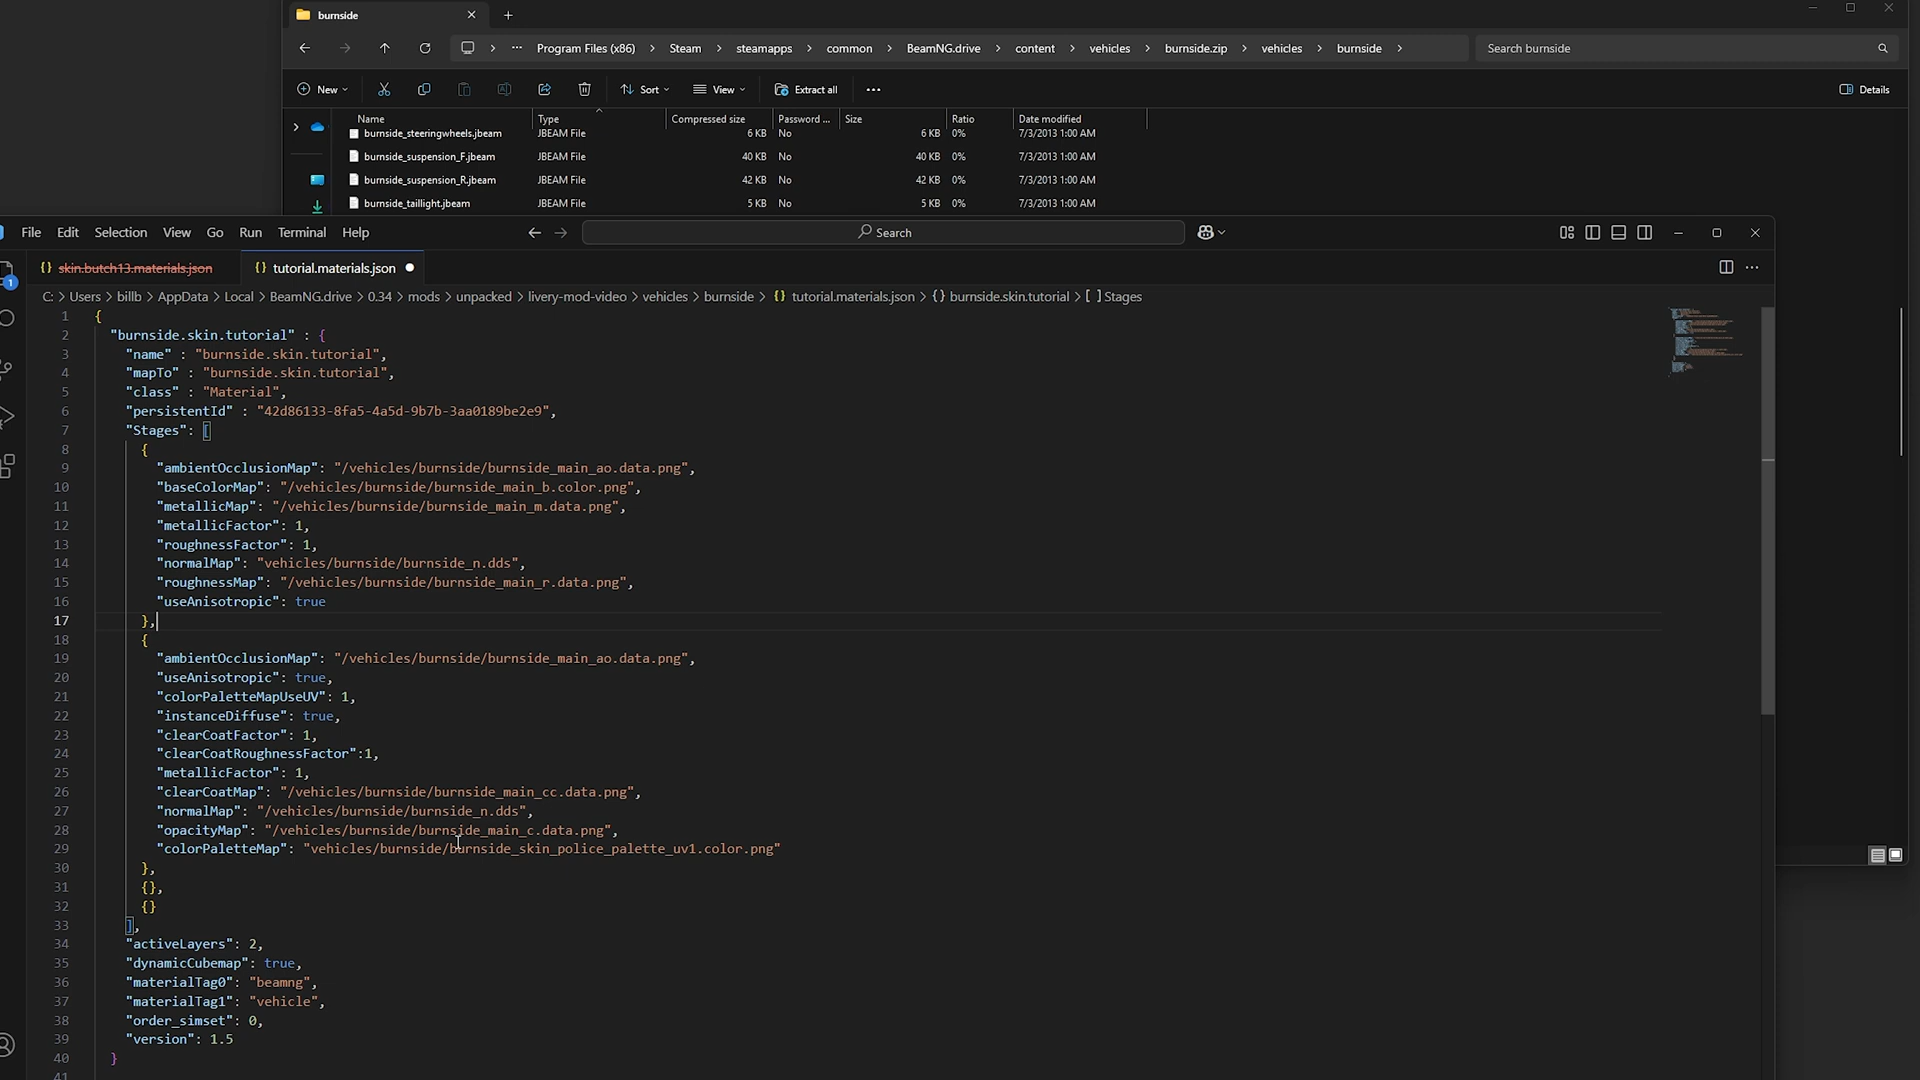 burnside
Program Files (x86) > Steam > steamapps > common > BeamNG.drive > content > vehicles > burnside.zip > vehicles > burnside >
Search burnside
New
Sort
View
Extract all
Details
Name Type Compressed size Password ... Size Ratio Date modified
burnside_steeringwheels.jbeam JBEAM File 6 KB No 6 KB 0% 7/3/2013 1:00 AM
burnside_suspension_F.jbeam JBEAM File 40 KB No 40 KB 0% 7/3/2013 1:00 AM
burnside_suspension_R.jbeam JBEAM File 42 KB No 42 KB 0% 7/3/2013 1:00 AM
burnside_taillight.jbeam JBEAM File 5 KB No 5 KB 0% 7/3/2013 1:00 AM
File Edit Selection View Go Run Terminal Help
Search
1
{} skin.butch13.materials.json
{} tutorial.materials.json
C: > Users > billb > AppData > Local > BeamNG.drive > 0.34 > mods > unpacked > livery-mod-video > vehicles > burnside > {} tutorial.materials.json > {} burnside.skin.tutorial > [ ] Stages
1 {
2 "burnside.skin.tutorial" : {
3 "name" : "burnside.skin.tutorial",
4 "mapTo" : "burnside.skin.tutorial",
5 "class" : "Material",
6 "persistentId" : "42d86133-8fa5-4a5d-9b7b-3aa0189be2e9",
7 "Stages": [
8 {
9 "ambientOcclusionMap": "/vehicles/burnside/burnside_main_ao.data.png",
10 "baseColorMap": "/vehicles/burnside/burnside_main_b.color.png",
11 "metallicMap": "/vehicles/burnside/burnside_main_m.data.png",
12 "metallicFactor": 1,
13 "roughnessFactor": 1,
14 "normalMap": "vehicles/burnside/burnside_n.dds",
15 "roughnessMap": "/vehicles/burnside/burnside_main_r.data.png",
16 "useAnisotropic": true
17 },
18 {
19 "ambientOcclusionMap": "/vehicles/burnside/burnside_main_ao.data.png",
20 "useAnisotropic": true,
21 "colorPaletteMapUseUV": 1,
22 "instanceDiffuse": true,
23 "clearCoatFactor": 1,
24 "clearCoatRoughnessFactor":1,
25 "metallicFactor": 1,
26 "clearCoatMap": "/vehicles/burnside/burnside_main_cc.data.png",
27 "normalMap": "/vehicles/burnside/burnside_n.dds",
28 "opacityMap": "/vehicles/burnside/burnside_main_c.data.png",
29 "colorPaletteMap": "vehicles/burnside/burnside_skin_police_palette_uv1.color.png"
30 },
31 {},
32 {}
33 ],
34 "activeLayers": 2,
35 "dynamicCubemap": true,
36 "materialTag0": "beamng",
37 "materialTag1": "vehicle",
38 "order_simset": 0,
39 "version": 1.5
40 }
41